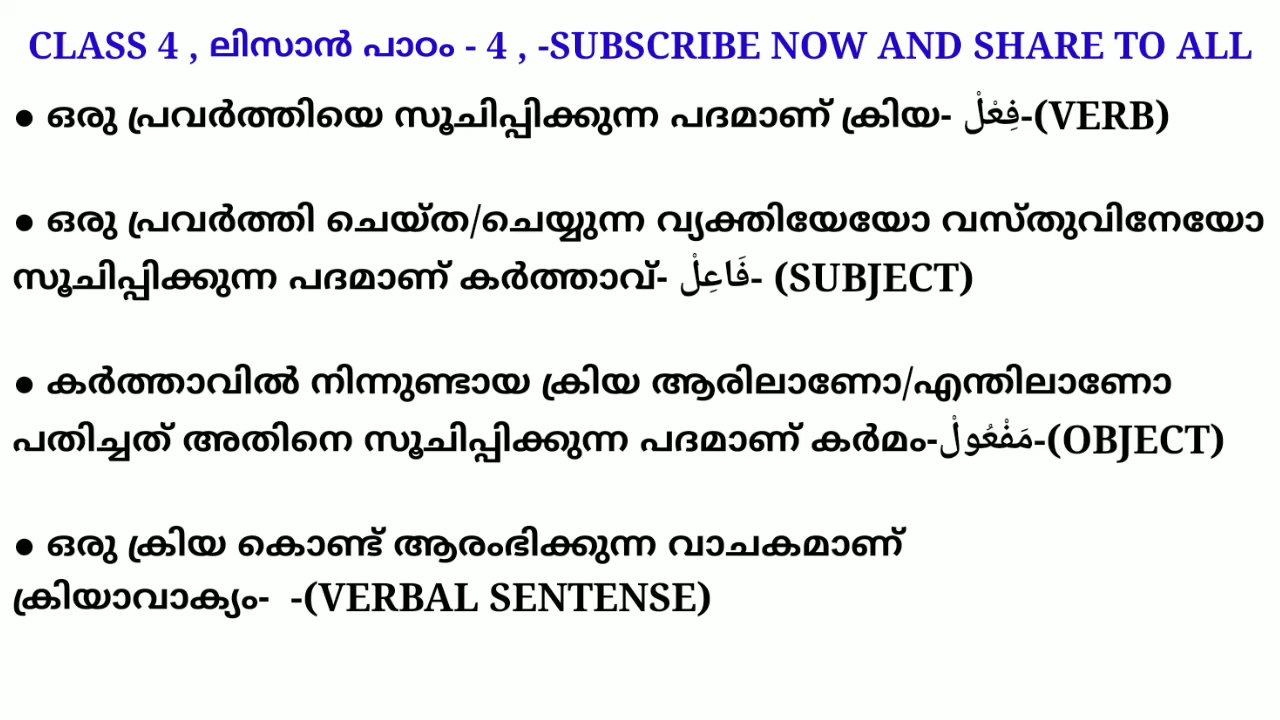 CLASS 4 , ലിസാൻ പാഠം - 4 , -SUBSCRIBE NOW AND SHARE TO ALL
● ഒരു പ്രവർത്തിയെ സൂചിപ്പിക്കുന്ന പദമാണ് ക്രിയ- فِعْلْ-(VERB)
● ഒരു പ്രവർത്തി ചെയ്ത/ചെയ്യുന്ന വ്യക്തിയേയോ വസ്തുവിനേയോ
സൂചിപ്പിക്കുന്ന പദമാണ് കർത്താവ്- فَاعِلْ- (SUBJECT)
● കർത്താവിൽ നിന്നുണ്ടായ ക്രിയ ആരിലാണോ/എന്തിലാണോ
പതിച്ചത് അതിനെ സൂചിപ്പിക്കുന്ന പദമാണ് കർമം-مَفْعُولْ-(OBJECT)
● ഒരു ക്രിയ കൊണ്ട് ആരംഭിക്കുന്ന വാചകമാണ്
ക്രിയാവാക്യം-  -(VERBAL SENTENSE)